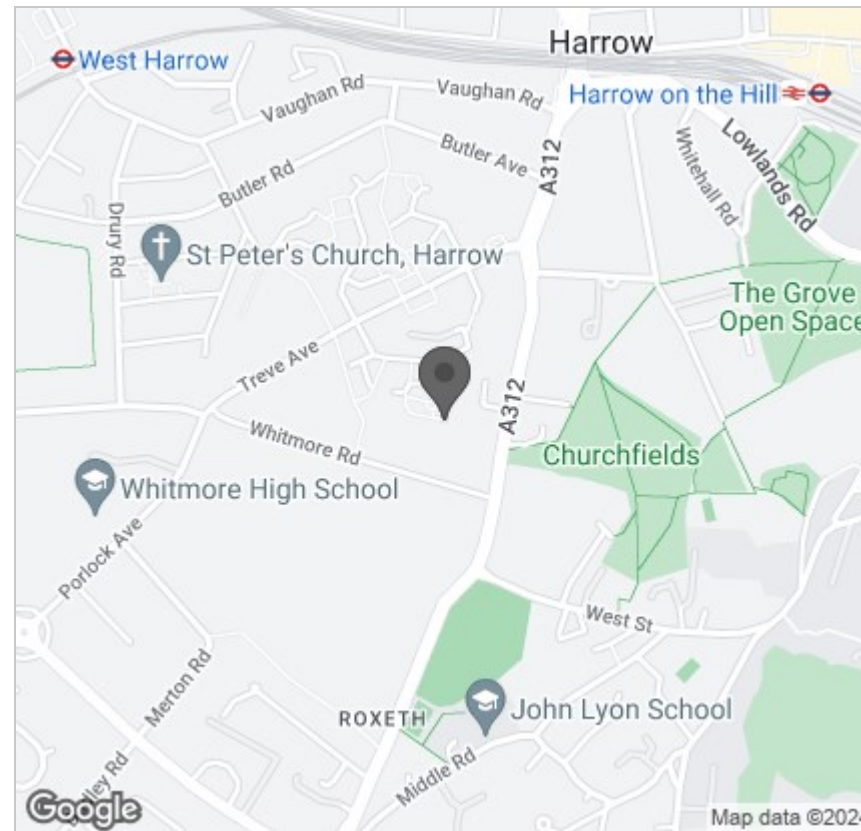 Harrow
West Harrow
Vaughan Rd
Vaughan Rd
Harrow on the Hill
Butler Ave
A312
Whitehall Rd
Lowlands Rd
Butler Rd
Drury Rd
St Peter's Church, Harrow
The Grove
Open Space
Treve Ave
A312
Whitmore Rd
Churchfields
Whitmore High School
Porlock Ave
West St
Merton Rd
ROXETH
John Lyon School
Middle Rd
Google
Map data ©2024